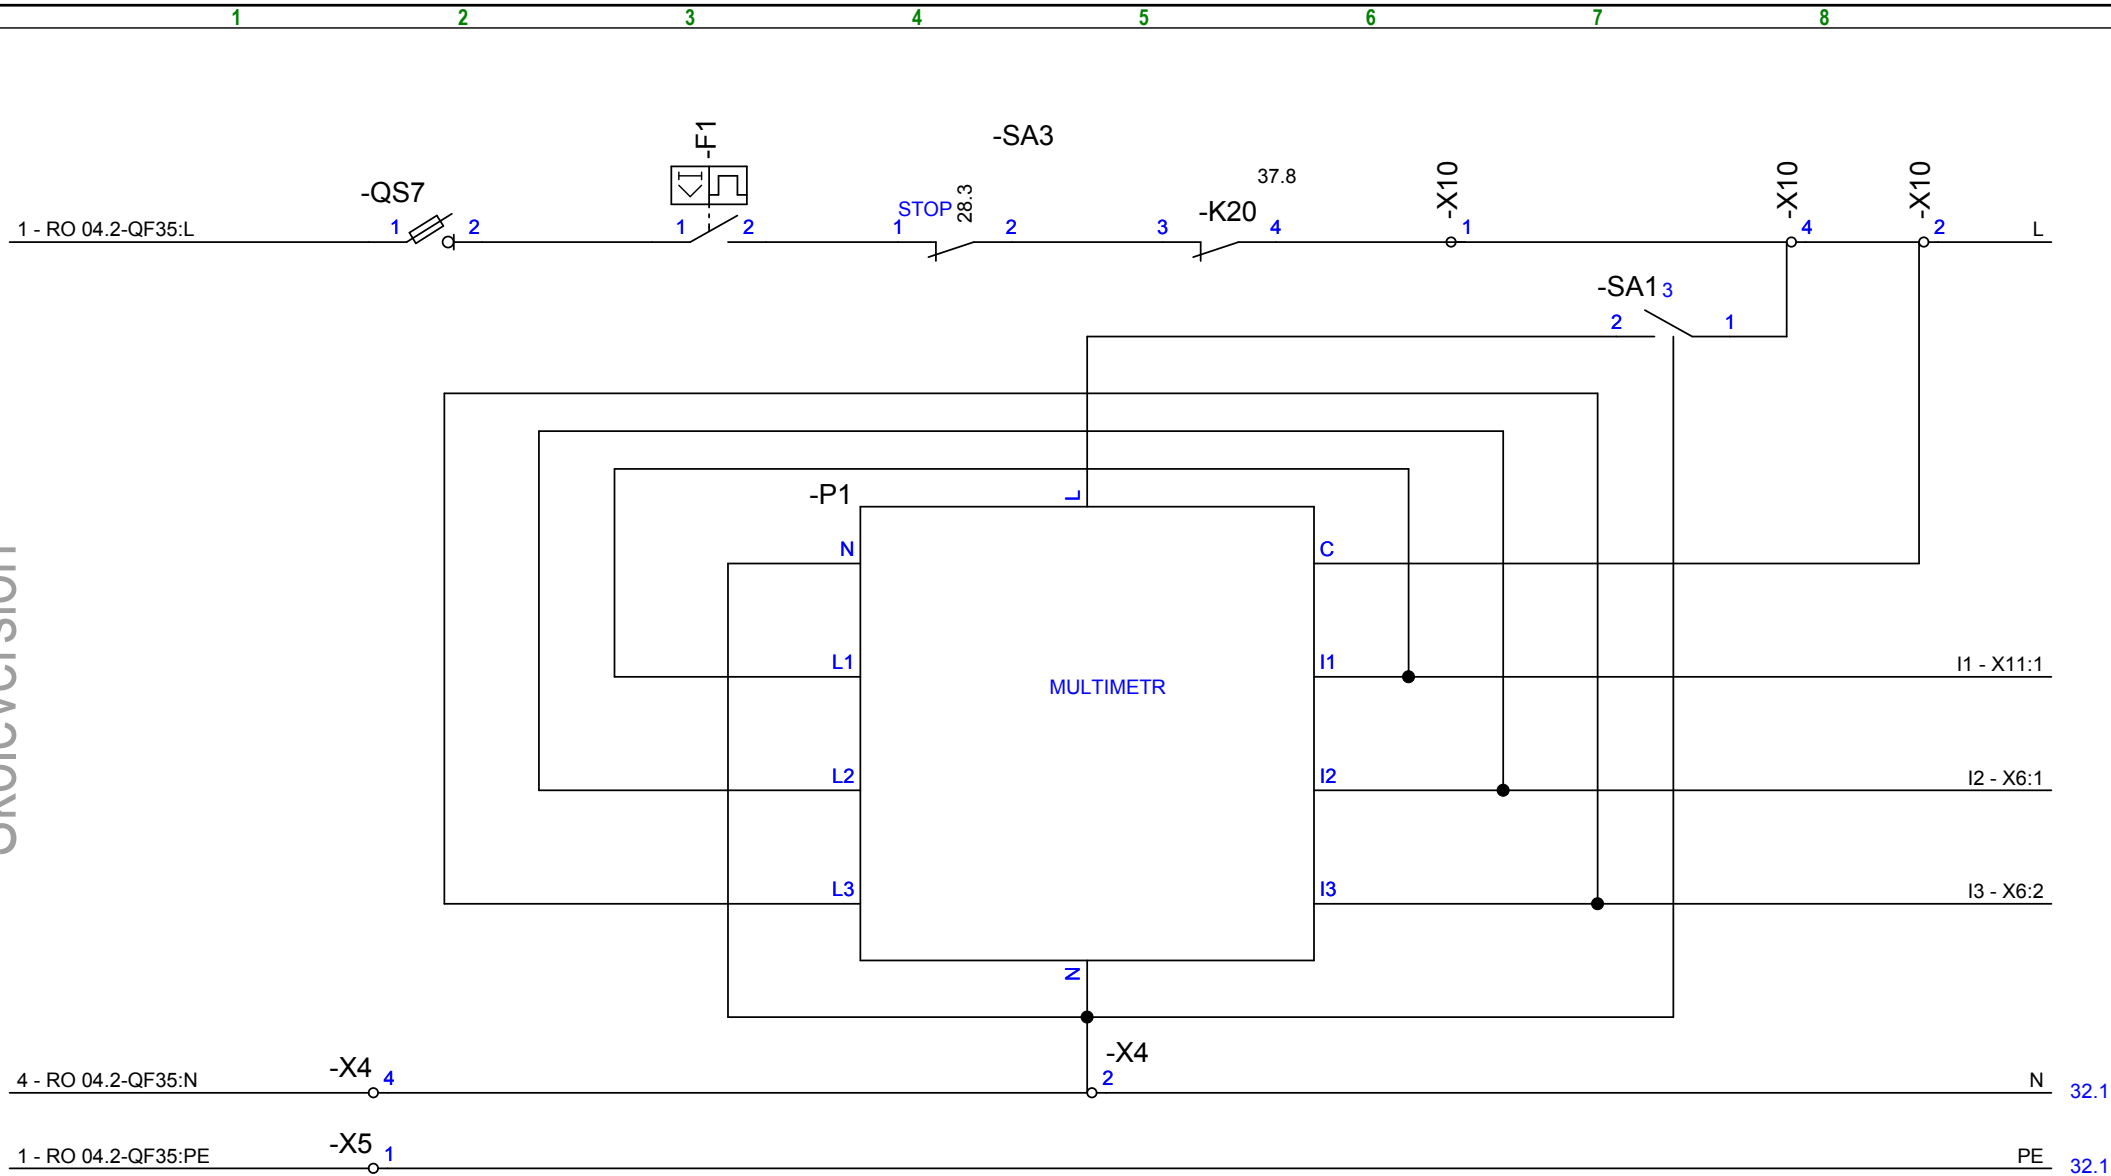 1 2 3 4 5 6 7 8
-F1
-SA3
-QS7
37.8
-X10
-X10
-X10
1 - RO 04.2-QF35:L
1
2
1
2
STOP
28.3
1
2
3
-K20
4
1
4
2
L
-SA1 3
2
1
-P1
L
N
C
L1
I1
I1 - X11:1
MULTIMETR
L2
I2
I2 - X6:1
L3
I3
I3 - X6:2
N
4 - RO 04.2-QF35:N
-X4
4
-X4
2
N
32.1
1 - RO 04.2-QF35:PE
-X5
1
PE
32.1